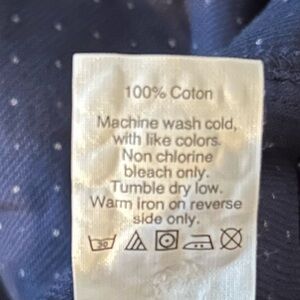 100% Coton
Machine wash cold,
with like colors.
Non chlorine
bleach only.
Tumble dry low.
Warm iron on reverse
side only.
30